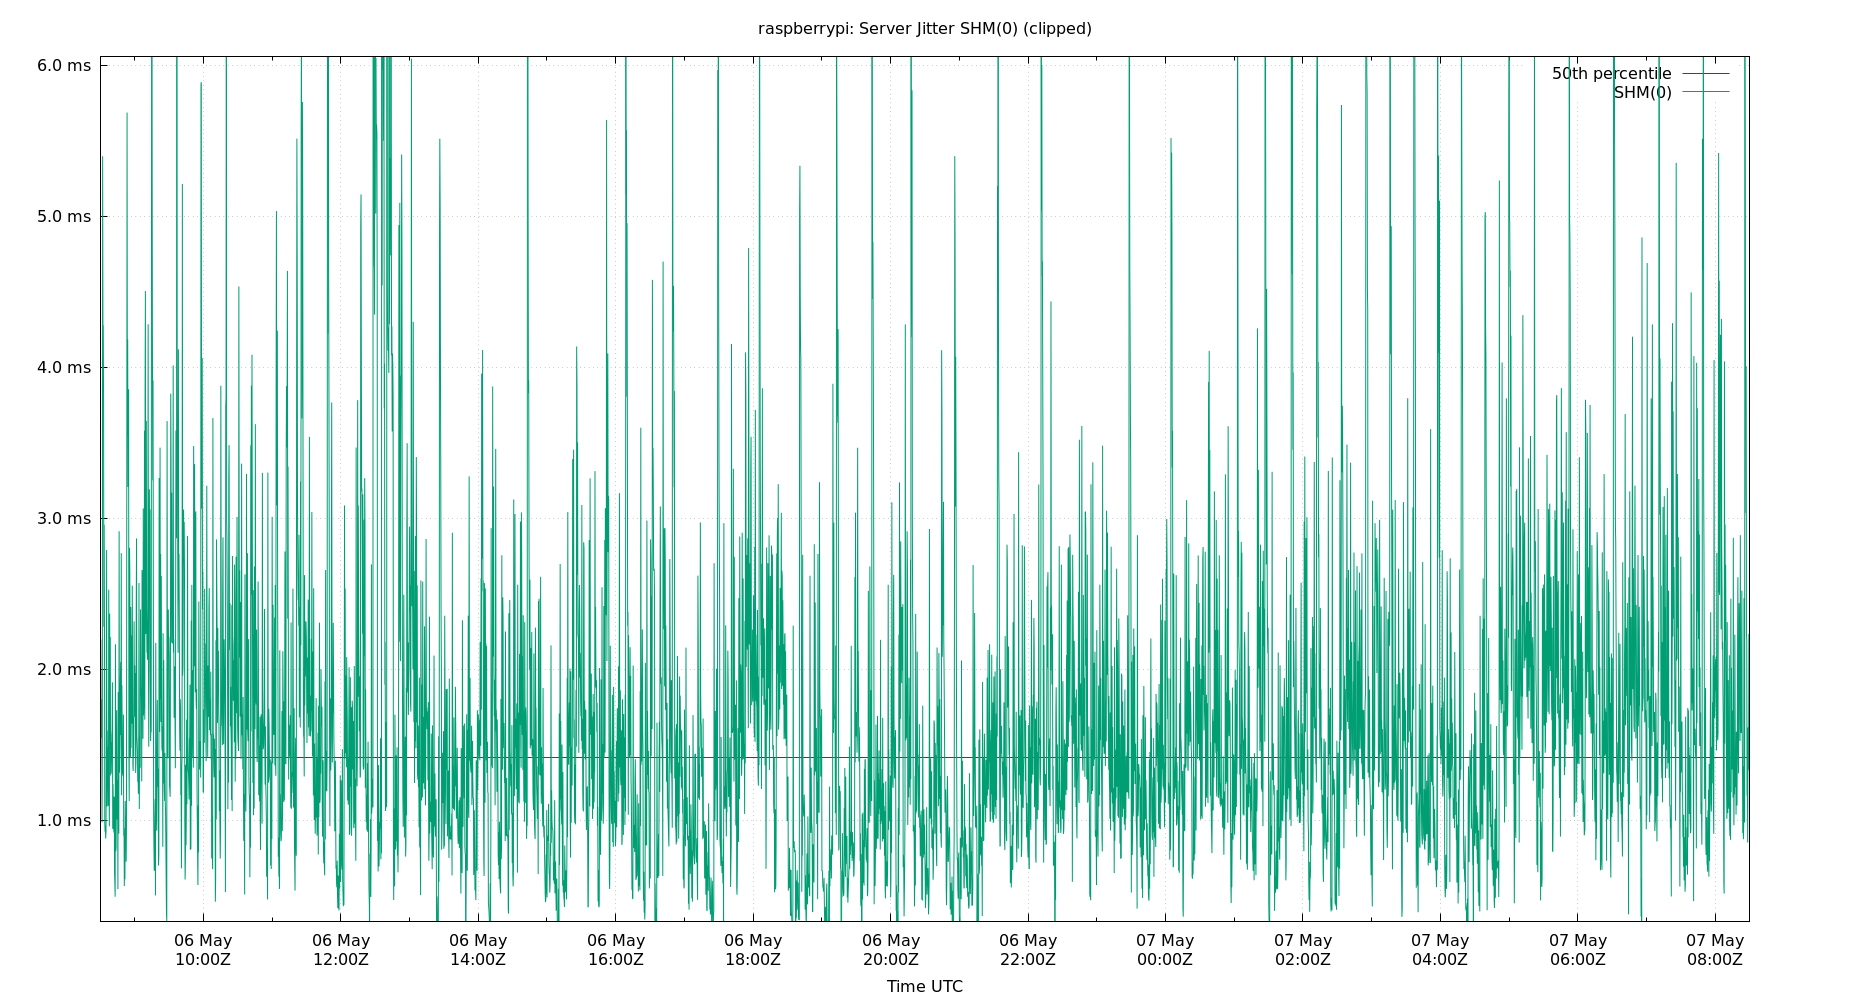 raspberrypi: Server Jitter SHM(0) (clipped)
6.0 ms
5.0 ms
4.0 ms
3.0 ms
2.0 ms
1.0 ms
50th percentile
SHM(0)
06 May 06 May 06 May 06 May 06 May 06 May 06 May 07 May 07 May 07 May 07 May 07 May
10:00Z 12:00Z 14:00Z 16:00Z 18:00Z 20:00Z 22:00Z 00:00Z 02:00Z 04:00Z 06:00Z 08:00Z
Time UTC